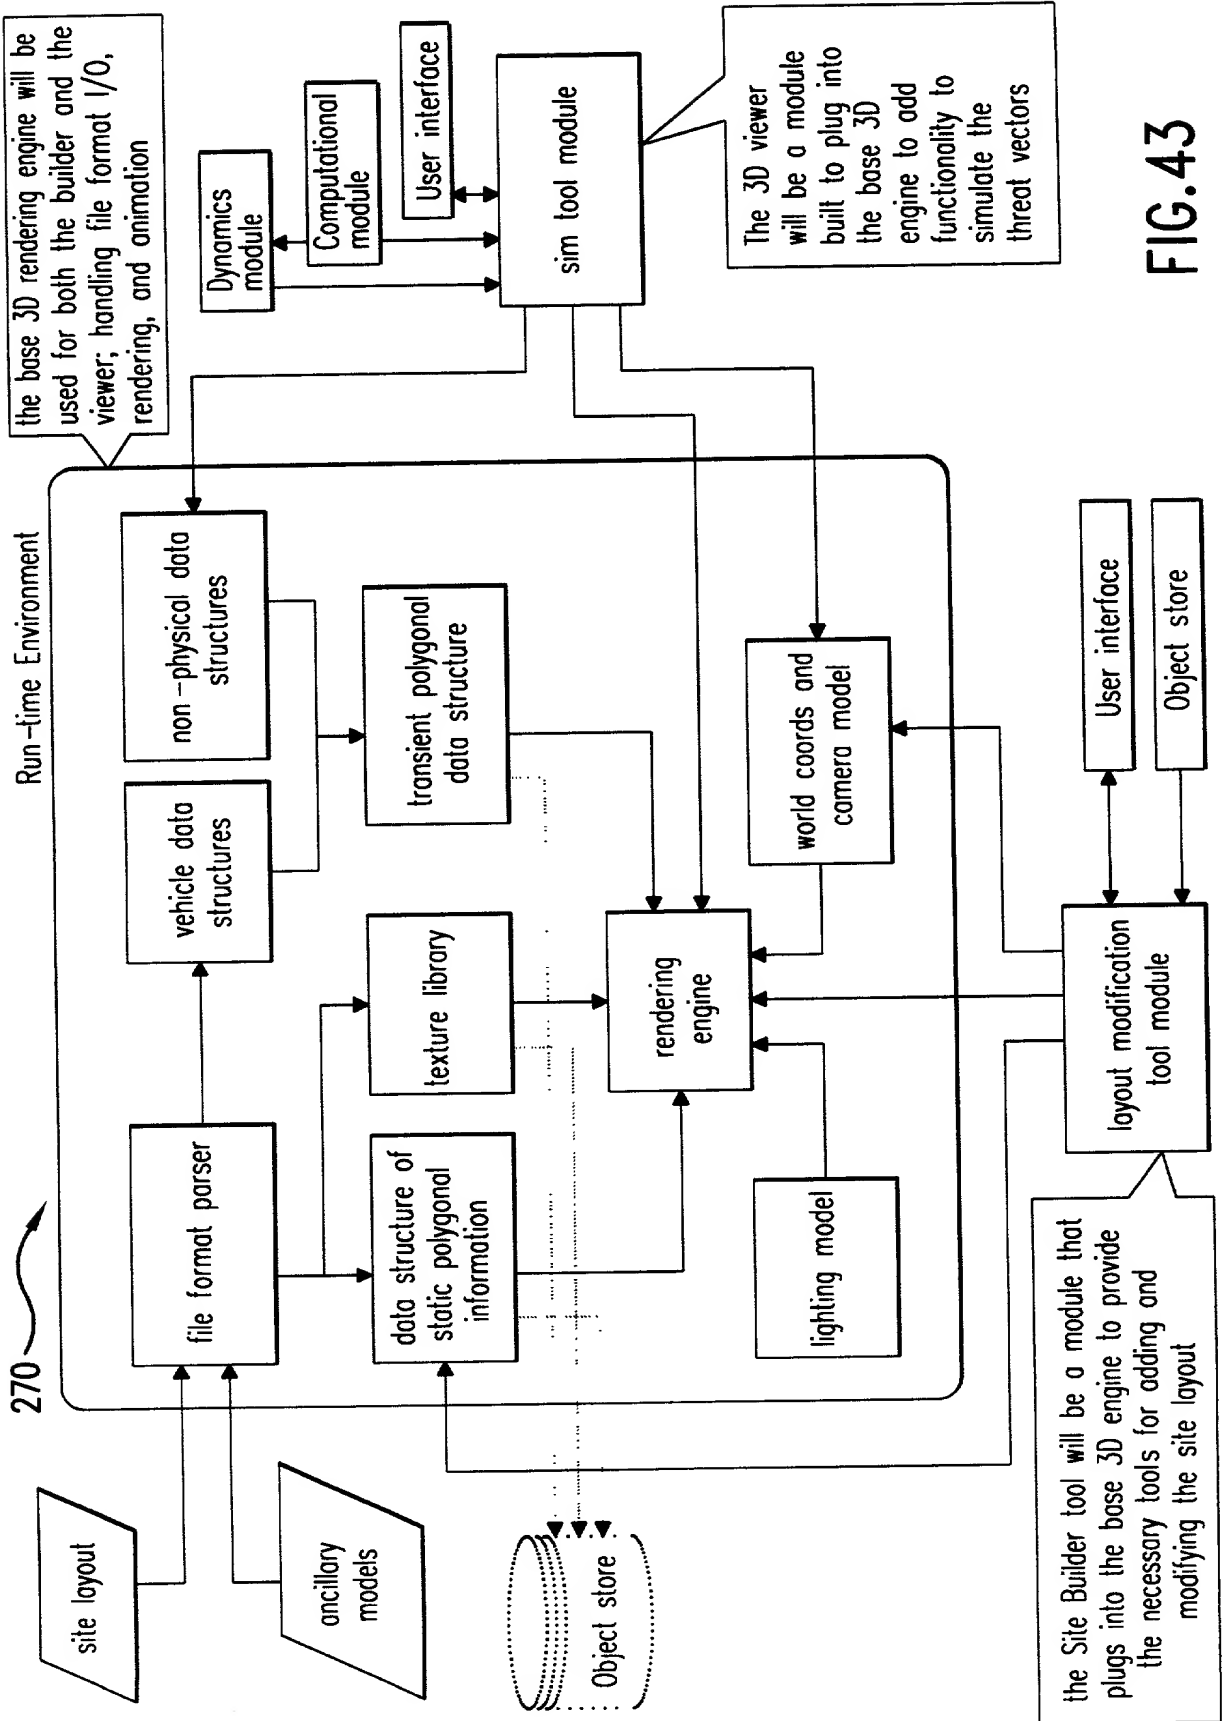 270
Run-time Environment
the base 3D rendering engine will be
used for both the builder and the
viewer; handling file format I/O,
rendering, and animation
site layout
ancillary
models
Object store
file format parser
vehicle data
structures
non-physical data
structures
data structure of
static polygonal
information
texture library
transient polygonal
data structure
rendering
engine
lighting model
world coords and
camera model
Dynamics
module
Computational
module
User interface
sim tool module
The 3D viewer
will be a module
built to plug into
the base 3D
engine to add
functionality to
simulate the
threat vectors
the Site Builder tool will be a module that
plugs into the base 3D engine to provide
the necessary tools for adding and
modifying the site layout
layout modification
tool module
User interface
Object store
FIG.43